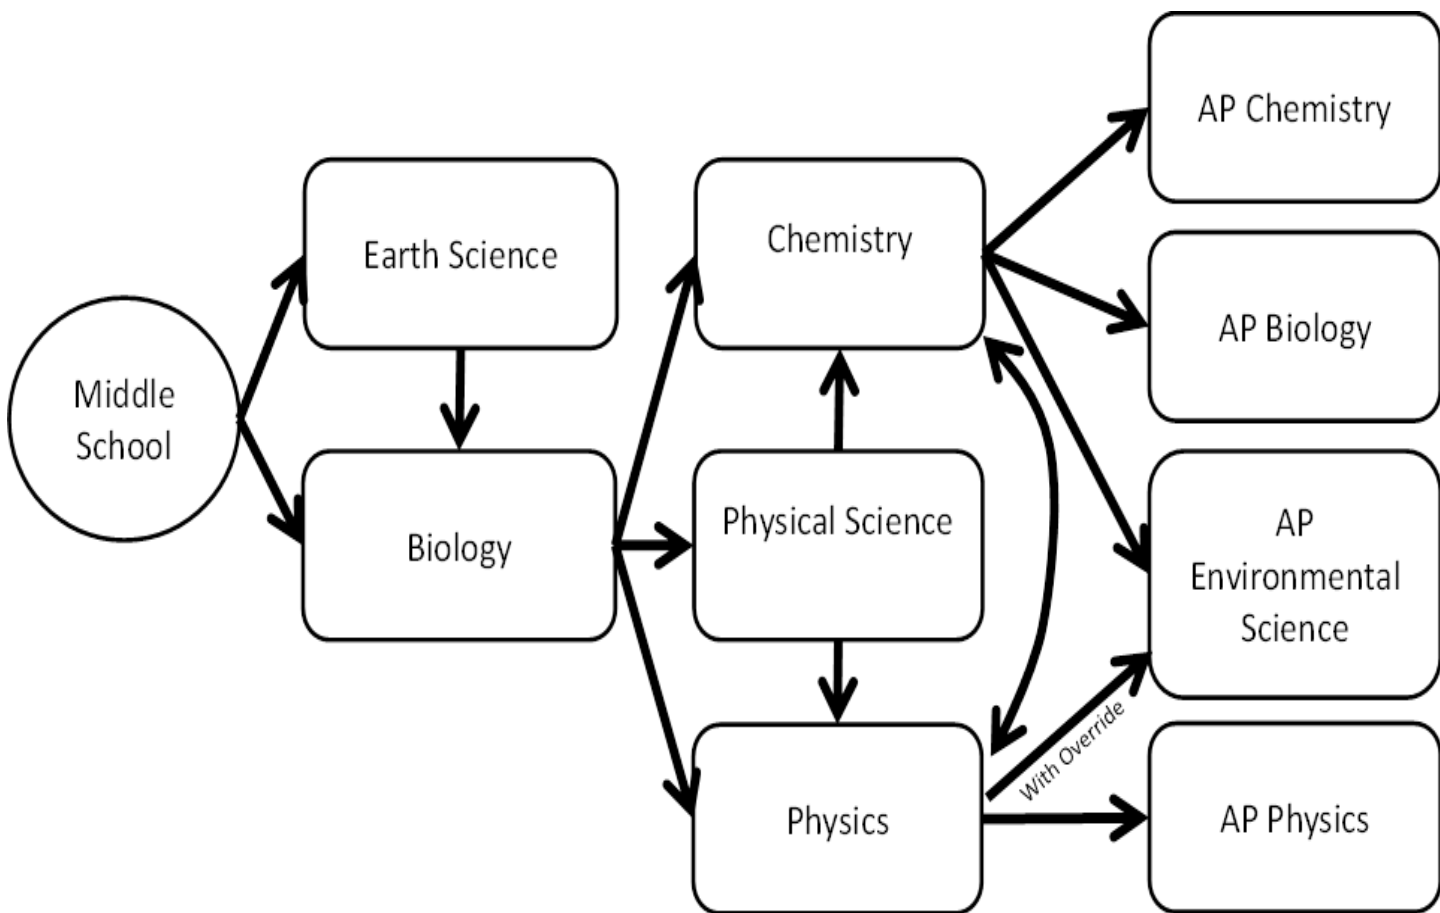 Middle
School
Earth Science
Biology
Chemistry
Physical Science
Physics
With Override
AP Chemistry
AP Biology
AP
Environmental
Science
AP Physics